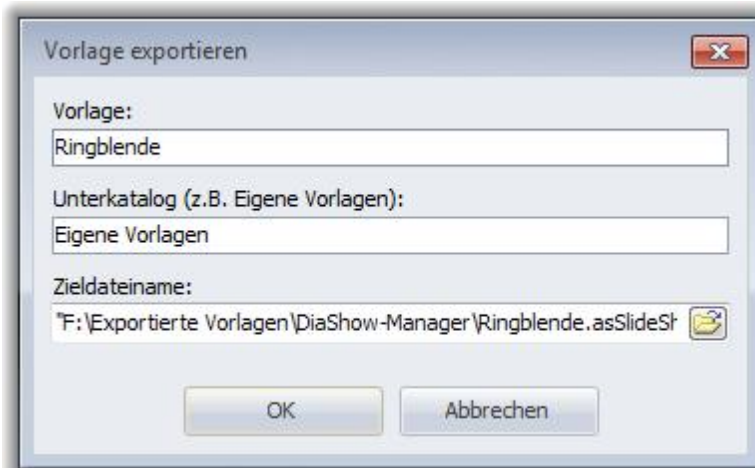 Vorlage exportieren
Vorlage:
Ringblende
Unterkatalog (z.B. Eigene Vorlagen):
Eigene Vorlagen
Zieldateiname:
"F:\Exportierte Vorlagen\DiaShow-Manager\Ringblende.asSlideSh
OK
Abbrechen